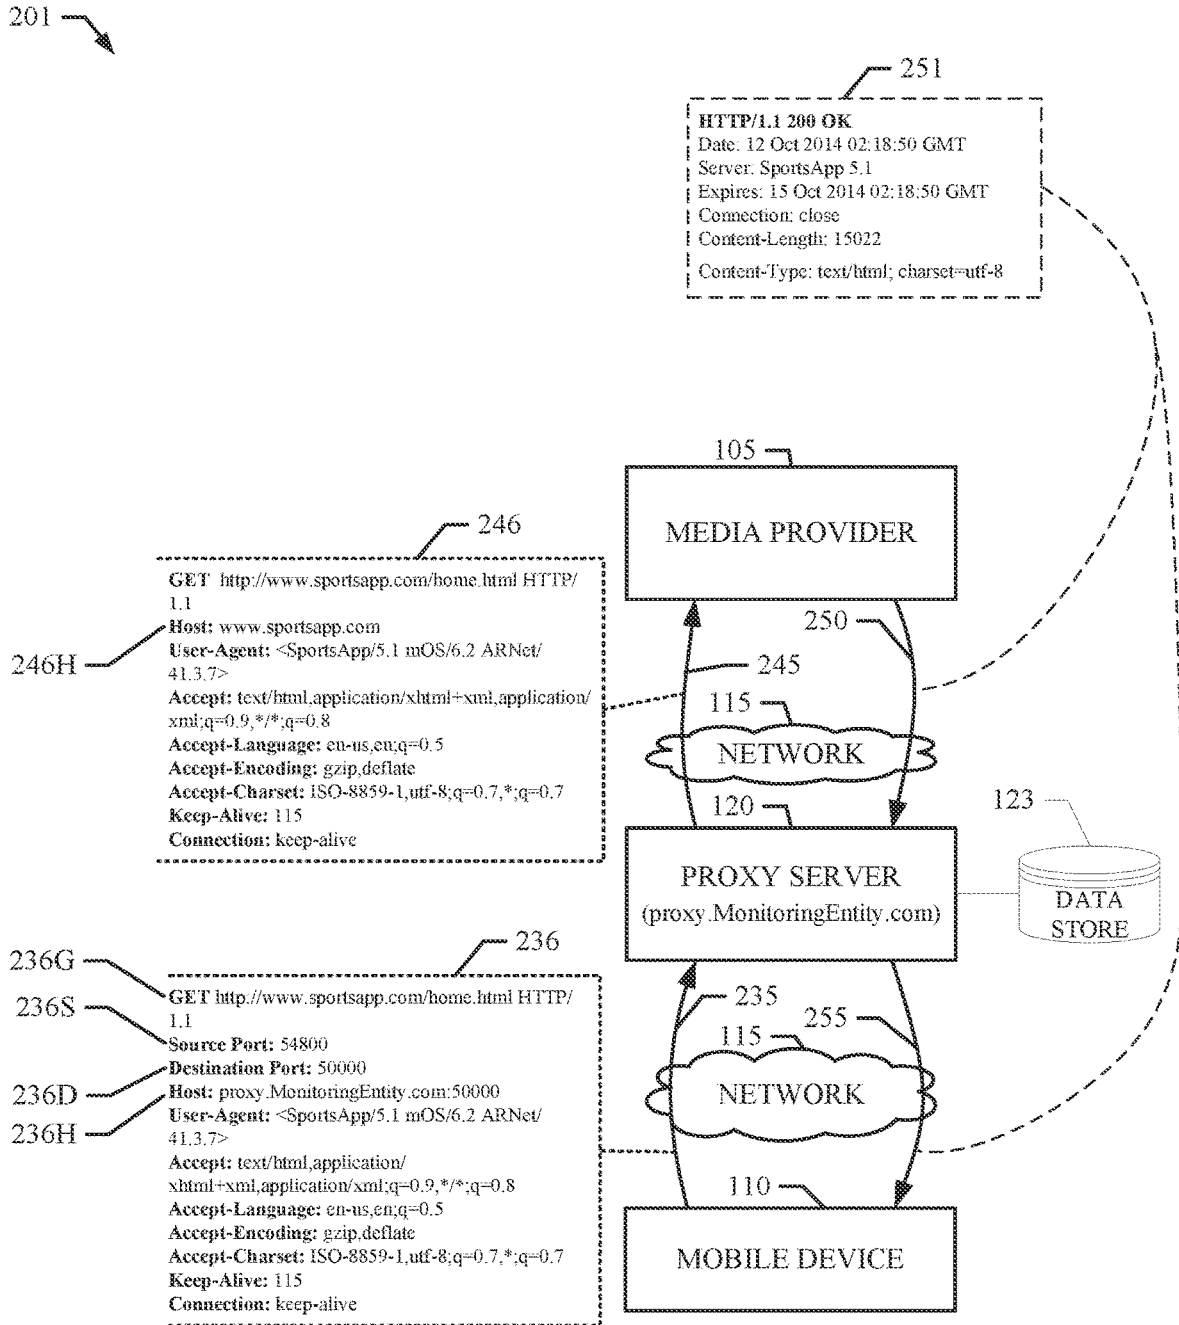 201
251
HTTP/1.1 200 OK
Date: 12 Oct 2014 02:18:50 GMT
Server: SportsApp 5.1
Expires: 15 Oct 2014 02:18:50 GMT
Connection: close
Content-Length: 15022
Content-Type: text/html; charset=utf-8
105
MEDIA PROVIDER
246
GET http://www.sportsapp.com/home.html HTTP/
1.1
Host: www.sportsapp.com
User-Agent: <SportsApp/5.1 mOS/6.2 ARNet/
41.3.7>
Accept: text/html,application/xhtml+xml,application/
xml;q=0.9,*/*;q=0.8
Accept-Language: en-us,en;q=0.5
Accept-Encoding: gzip,deflate
Accept-Charset: ISO-8859-1,utf-8;q=0.7,*;q=0.7
Keep-Alive: 115
Connection: keep-alive
246H
250
245
115
NETWORK
120
PROXY SERVER
(proxy.MonitoringEntity.com)
123
DATA
STORE
236
236G
236S
236D
236H
GET http://www.sportsapp.com/home.html HTTP/
1.1
Source Port: 54800
Destination Port: 50000
Host: proxy.MonitoringEntity.com:50000
User-Agent: <SportsApp/5.1 mOS/6.2 ARNet/
41.3.7>
Accept: text/html,application/
xhtml+xml,application/xml;q=0.9,*/*;q=0.8
Accept-Language: en-us,en;q=0.5
Accept-Encoding: gzip,deflate
Accept-Charset: ISO-8859-1,utf-8;q=0.7,*;q=0.7
Keep-Alive: 115
Connection: keep-alive
235
255
115
NETWORK
110
MOBILE DEVICE